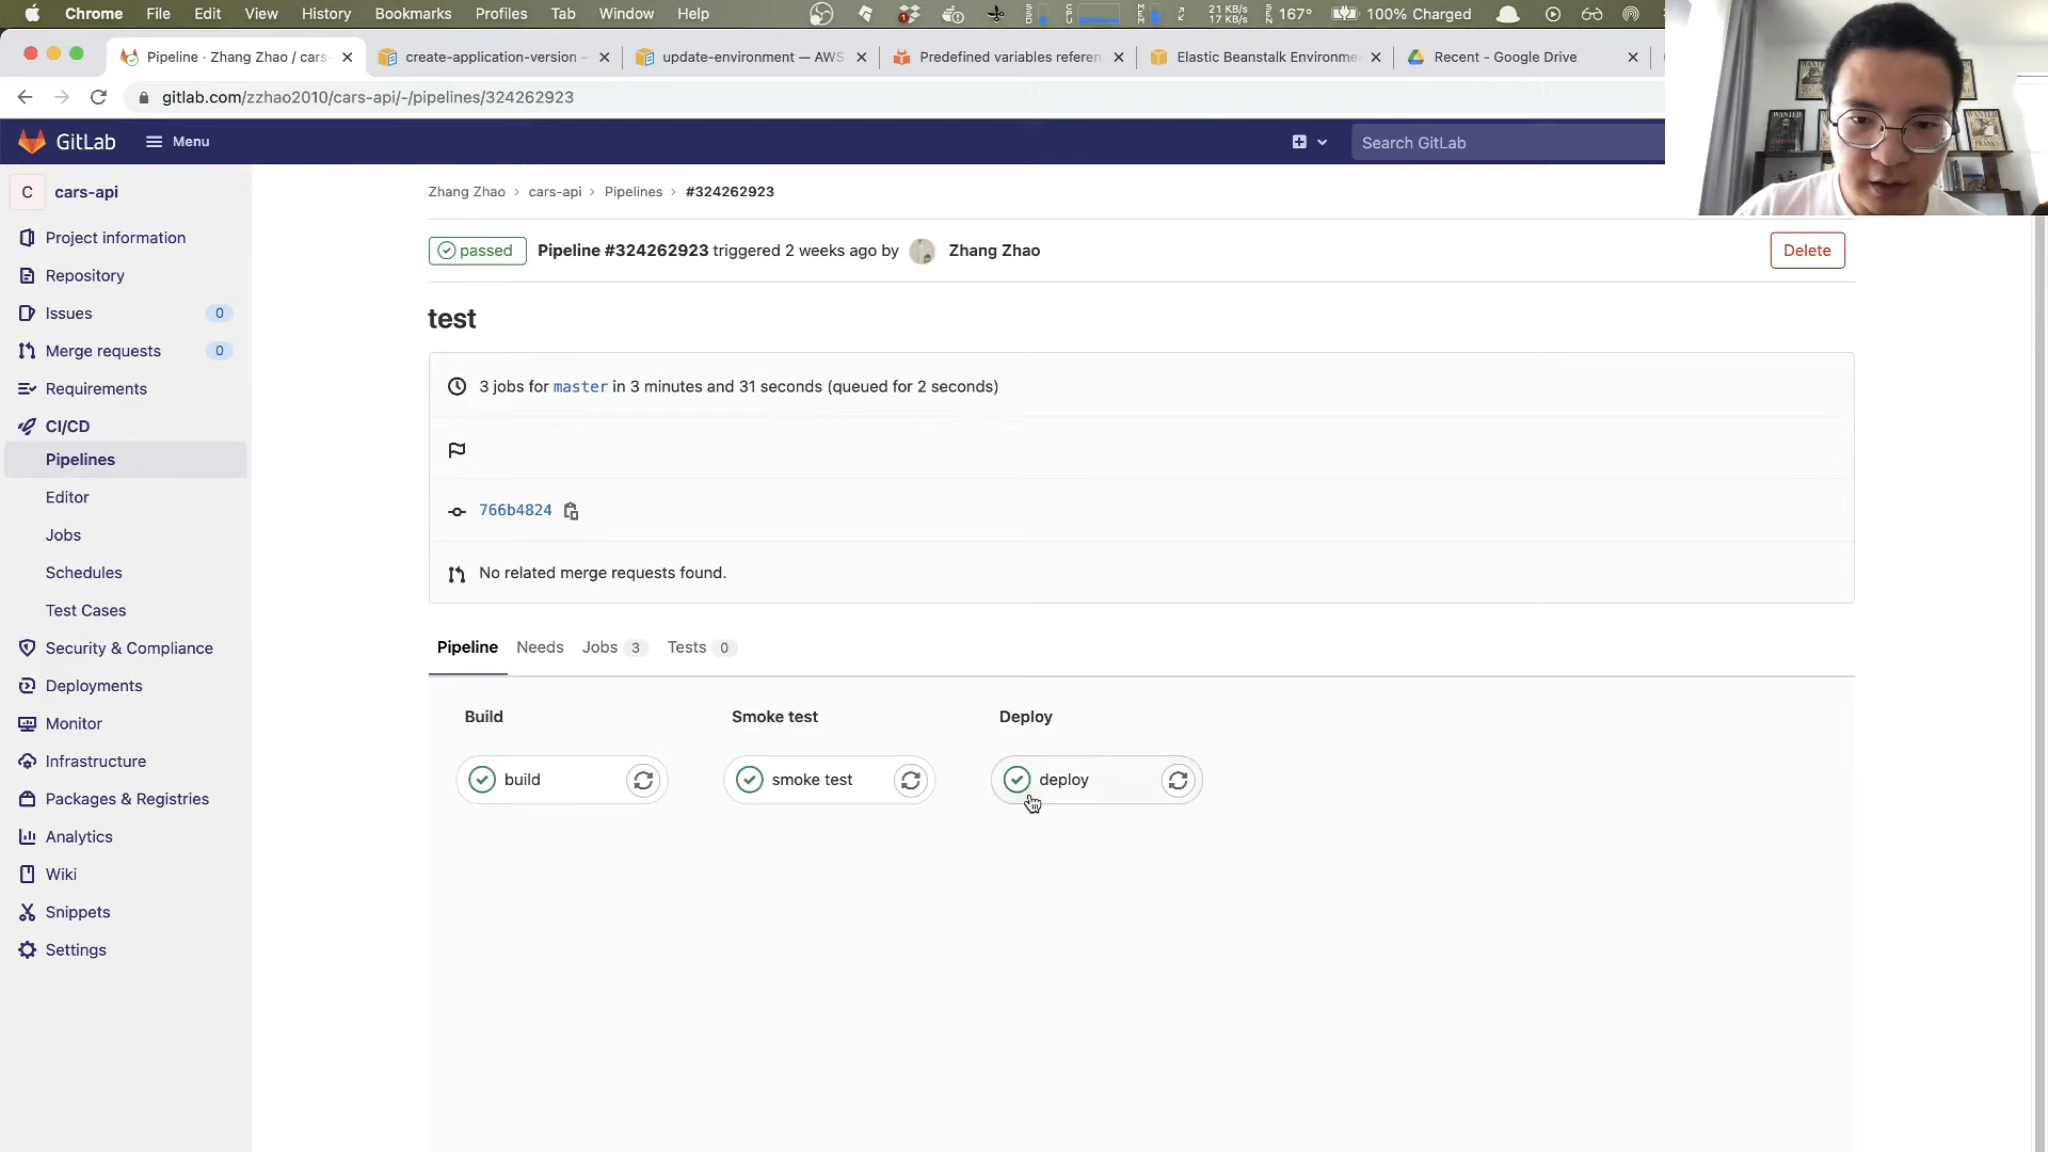 Chrome File Edit View History Bookmarks Profiles Tab Window Help 21 KB/s 17 KB/s 167° 100% Charged
Pipeline · Zhang Zhao / cars- create-application-version - update-environment — AWS Predefined variables referen Elastic Beanstalk Environme Recent - Google Drive
gitlab.com/zzhao2010/cars-api/-/pipelines/324262923
GitLab Menu Search GitLab
C cars-api
Project information
Repository
Issues 0
Merge requests 0
Requirements
CI/CD
Pipelines
Editor
Jobs
Schedules
Test Cases
Security & Compliance
Deployments
Monitor
Infrastructure
Packages & Registries
Analytics
Wiki
Snippets
Settings
Zhang Zhao › cars-api › Pipelines › #324262923
passed Pipeline #324262923 triggered 2 weeks ago by Zhang Zhao Delete
test
3 jobs for master in 3 minutes and 31 seconds (queued for 2 seconds)
766b4824
No related merge requests found.
Pipeline Needs Jobs 3 Tests 0
Build Smoke test Deploy
build smoke test deploy
WANTED